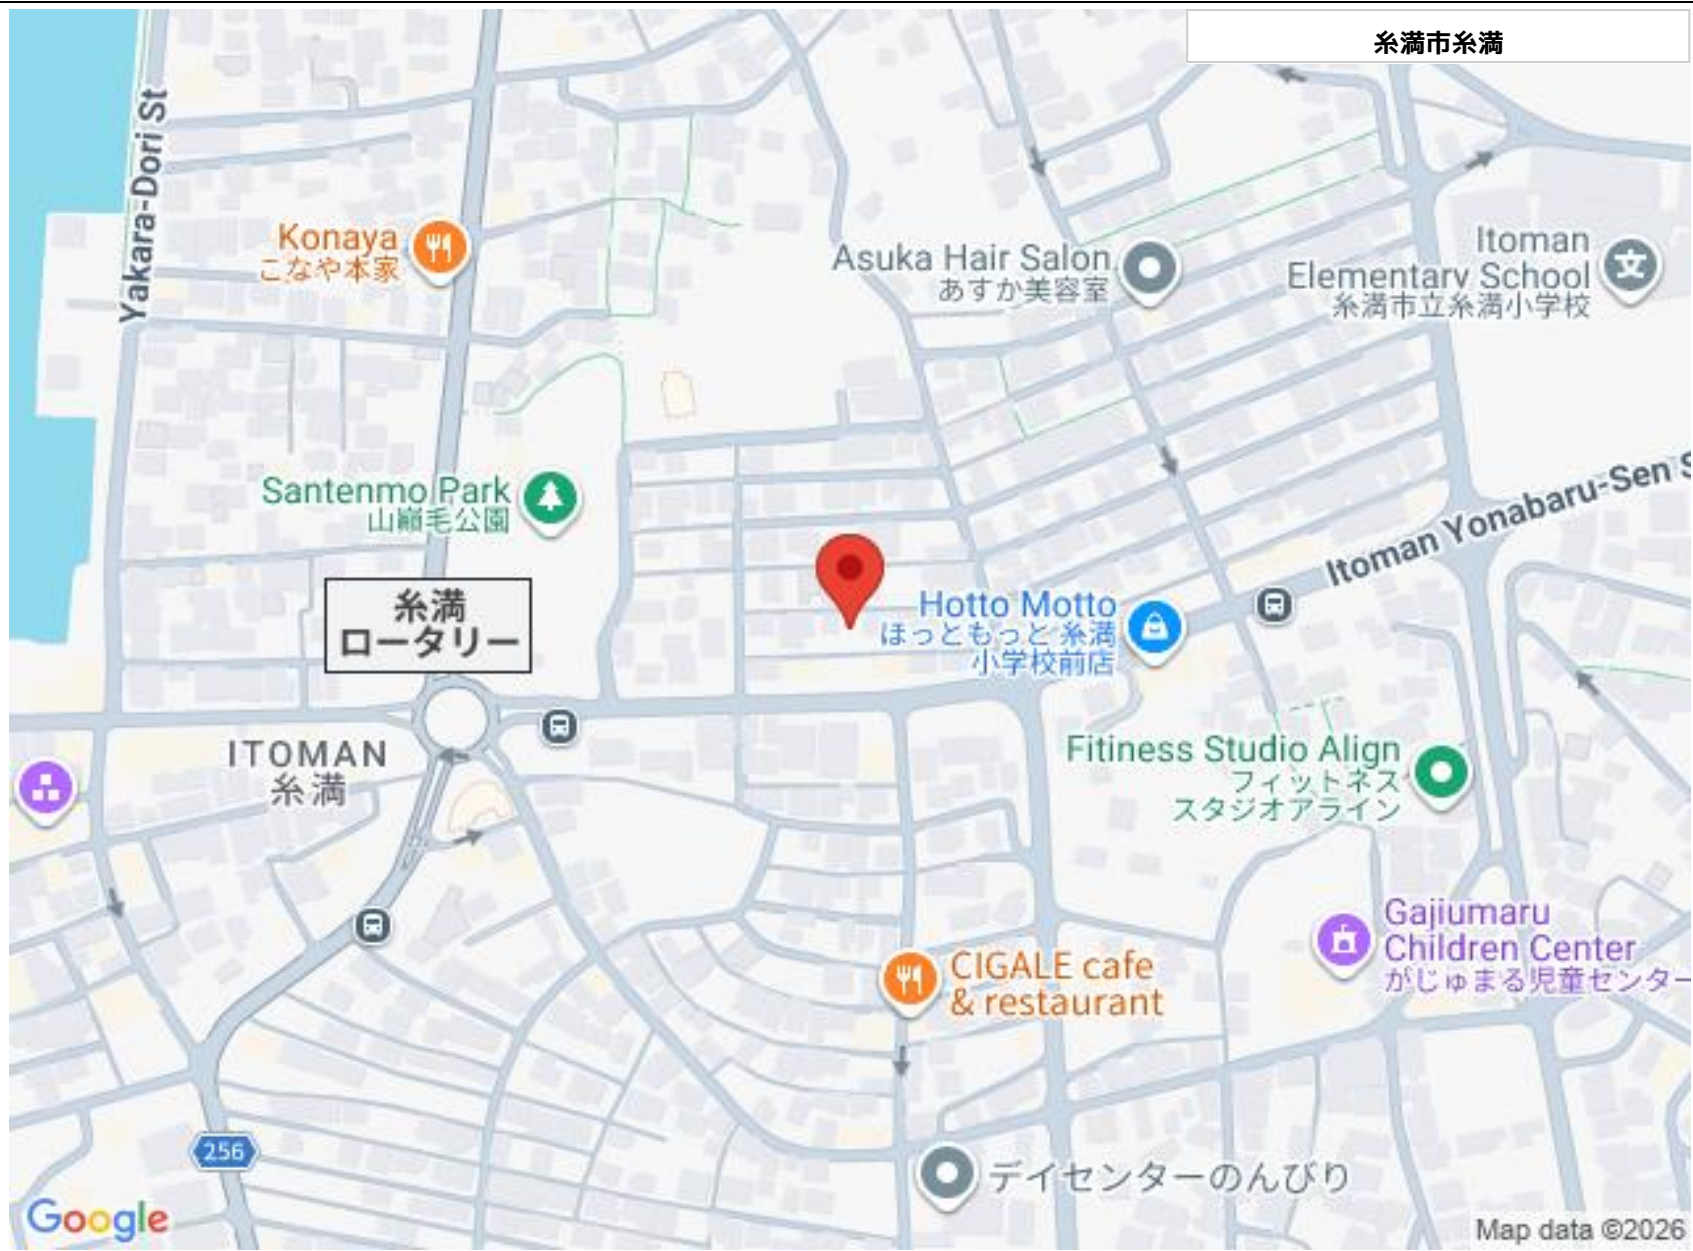 糸満市糸満
Yakara-Dori St
Konaya
こなや本家
Asuka Hair Salon
あすか美容室
Itoman
Elementary School
糸満市立糸満小学校
Santenmo Park
山巓毛公園
Itoman Yonabaru-Sen S
糸満
ロータリー
Hotto Motto
ほっともっと 糸満
小学校前店
ITOMAN
糸満
Fitiness Studio Align
フィットネス
スタジオアライン
Gajiumaru
Children Center
がじゅまる児童センター
CIGALE cafe
& restaurant
256
デイセンターのんびり
Google
Map data ©2026